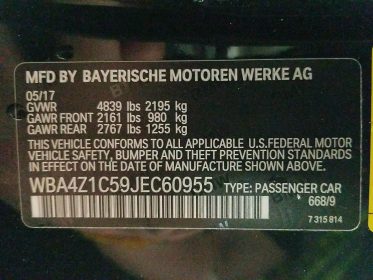 MFD BY BAYERISCHE MOTOREN WERKE AG
05/17
GVWR 4839 lbs 2195 kg
GAWR FRONT 2161 lbs 980 kg
GAWR REAR 2767 lbs 1255 kg
THIS VEHICLE CONFORMS TO ALL APPLICABLE U.S.FEDERAL MOTOR
VEHICLE SAFETY, BUMPER AND THEFT PREVENTION STANDARDS
IN EFFECT ON THE DATE OF MANUFACTURE SHOWN ABOVE.
WBA4Z1C59JEC60955 TYPE: PASSENGER CAR
668/9
7 315 814